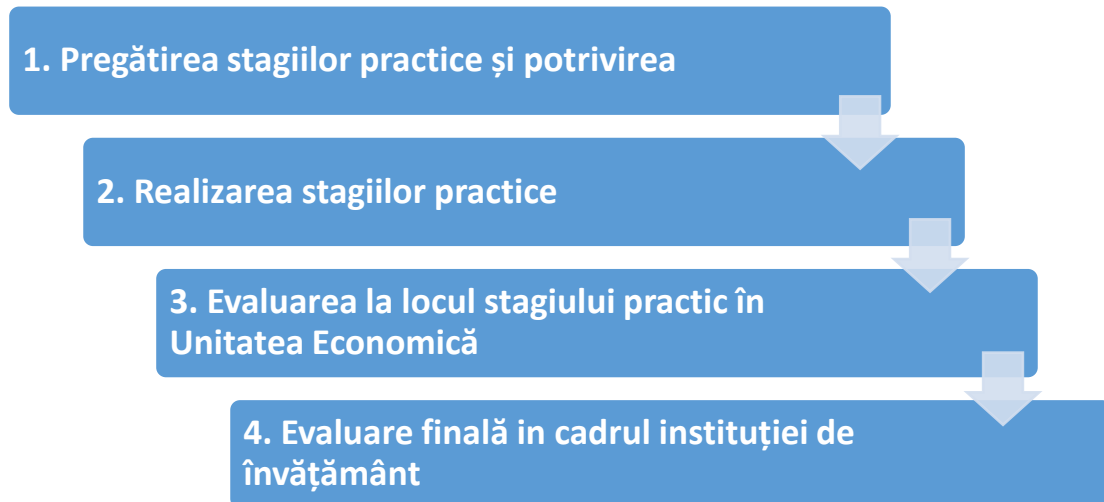 1. Pregătirea stagiilor practice și potrivirea
2. Realizarea stagiilor practice
3. Evaluarea la locul stagiului practic în
Unitatea Economică
4. Evaluare finală in cadrul instituției de
învățământ